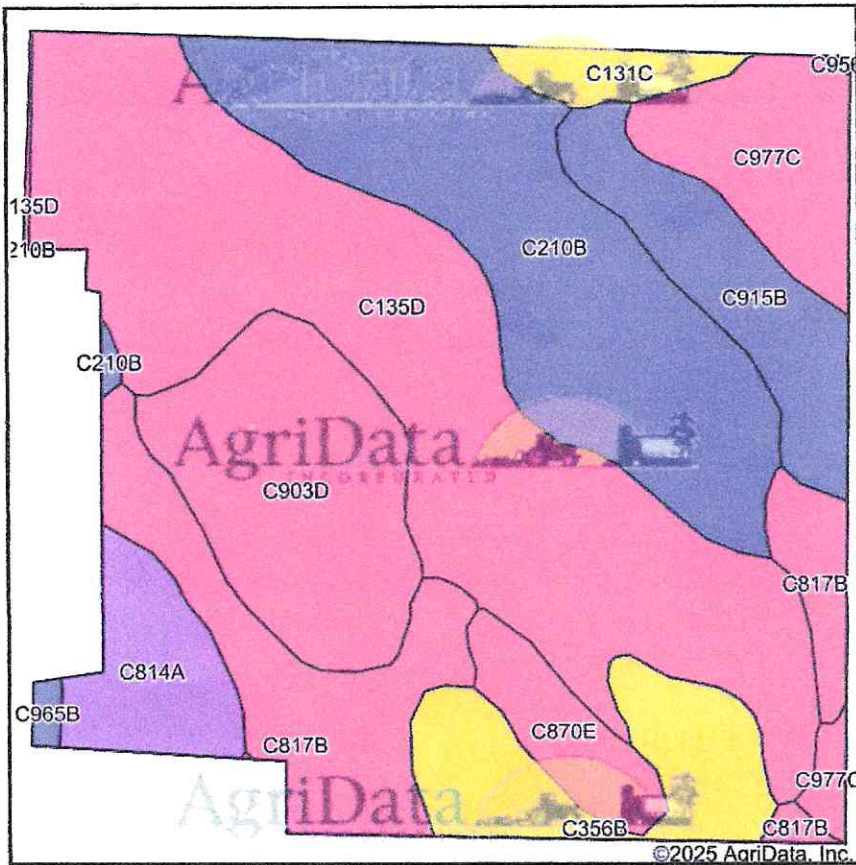 C131C
C956
AgriData
C977C
135D
210B
C210B
C915B
C135D
C210B
AgriData
INCORPORATED
C903D
C817B
C814A
C965B
C870E
C817B
C977C
AgriData
C356B
C817B
©2025 AgriData, Inc